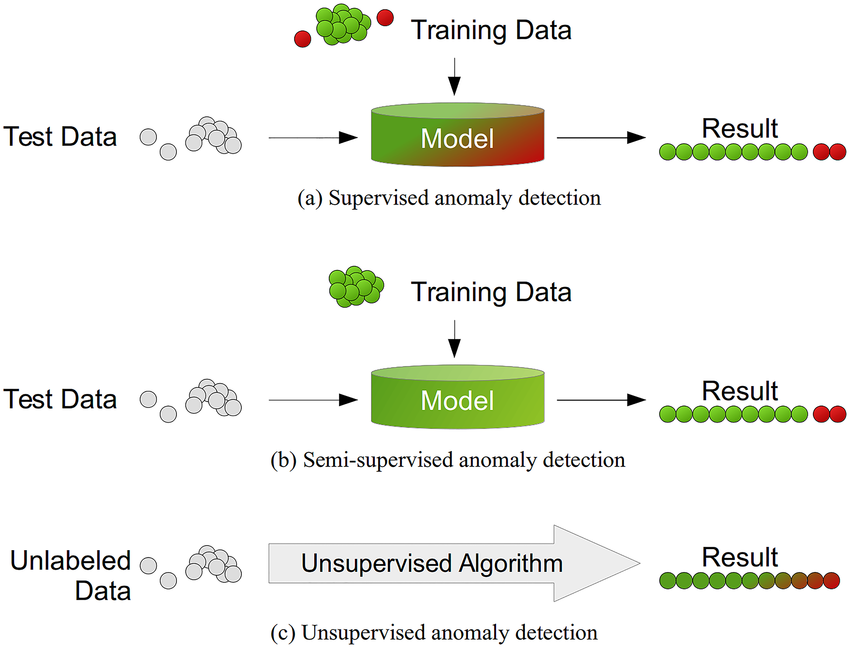 Training Data
Test Data
Model
Result
(a) Supervised anomaly detection
Training Data
Test Data
Model
Result
(b) Semi-supervised anomaly detection
Unlabeled
Data
Unsupervised Algorithm
Result
(c) Unsupervised anomaly detection